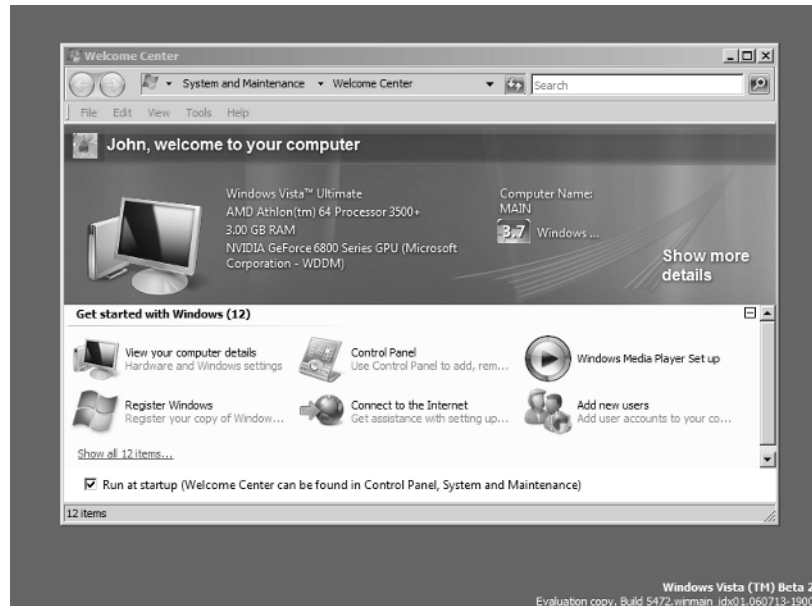 Welcome Center
System and Maintenance Welcome Center
Search
File Edit View Tools Help
John, welcome to your computer
Windows Vista™ Ultimate
AMD Athlon(tm) 64 Processor 3500+
3.00 GB RAM
NVIDIA GeForce 6800 Series GPU (Microsoft
Corporation - WDDM)
Computer Name:
MAIN
3.7 Windows ...
Show more
details
Get started with Windows (12)
View your computer details
Hardware and Windows settings
Control Panel
Use Control Panel to add, rem...
Windows Media Player Set up
Register Windows
Register your copy of Window...
Connect to the Internet
Get assistance with setting up...
Add new users
Add user accounts to your co...
Show all 12 items...
Run at startup (Welcome Center can be found in Control Panel, System and Maintenance)
12 items
Windows Vista (TM) Beta 2
Evaluation copy. Build 5472.winmain_idx01.060713-190